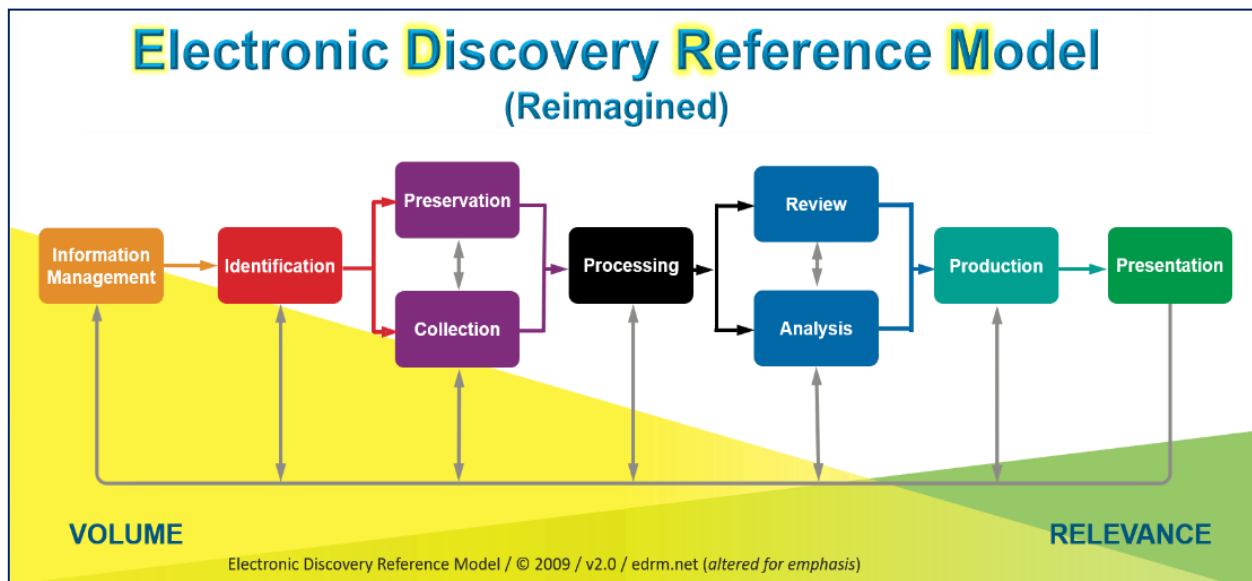 Electronic Discovery Reference Model
(Reimagined)
Information
Management
Identification
Preservation
Collection
Processing
Review
Analysis
Production
Presentation
VOLUME
RELEVANCE
Electronic Discovery Reference Model / © 2009 / v2.0 / edrm.net (altered for emphasis)